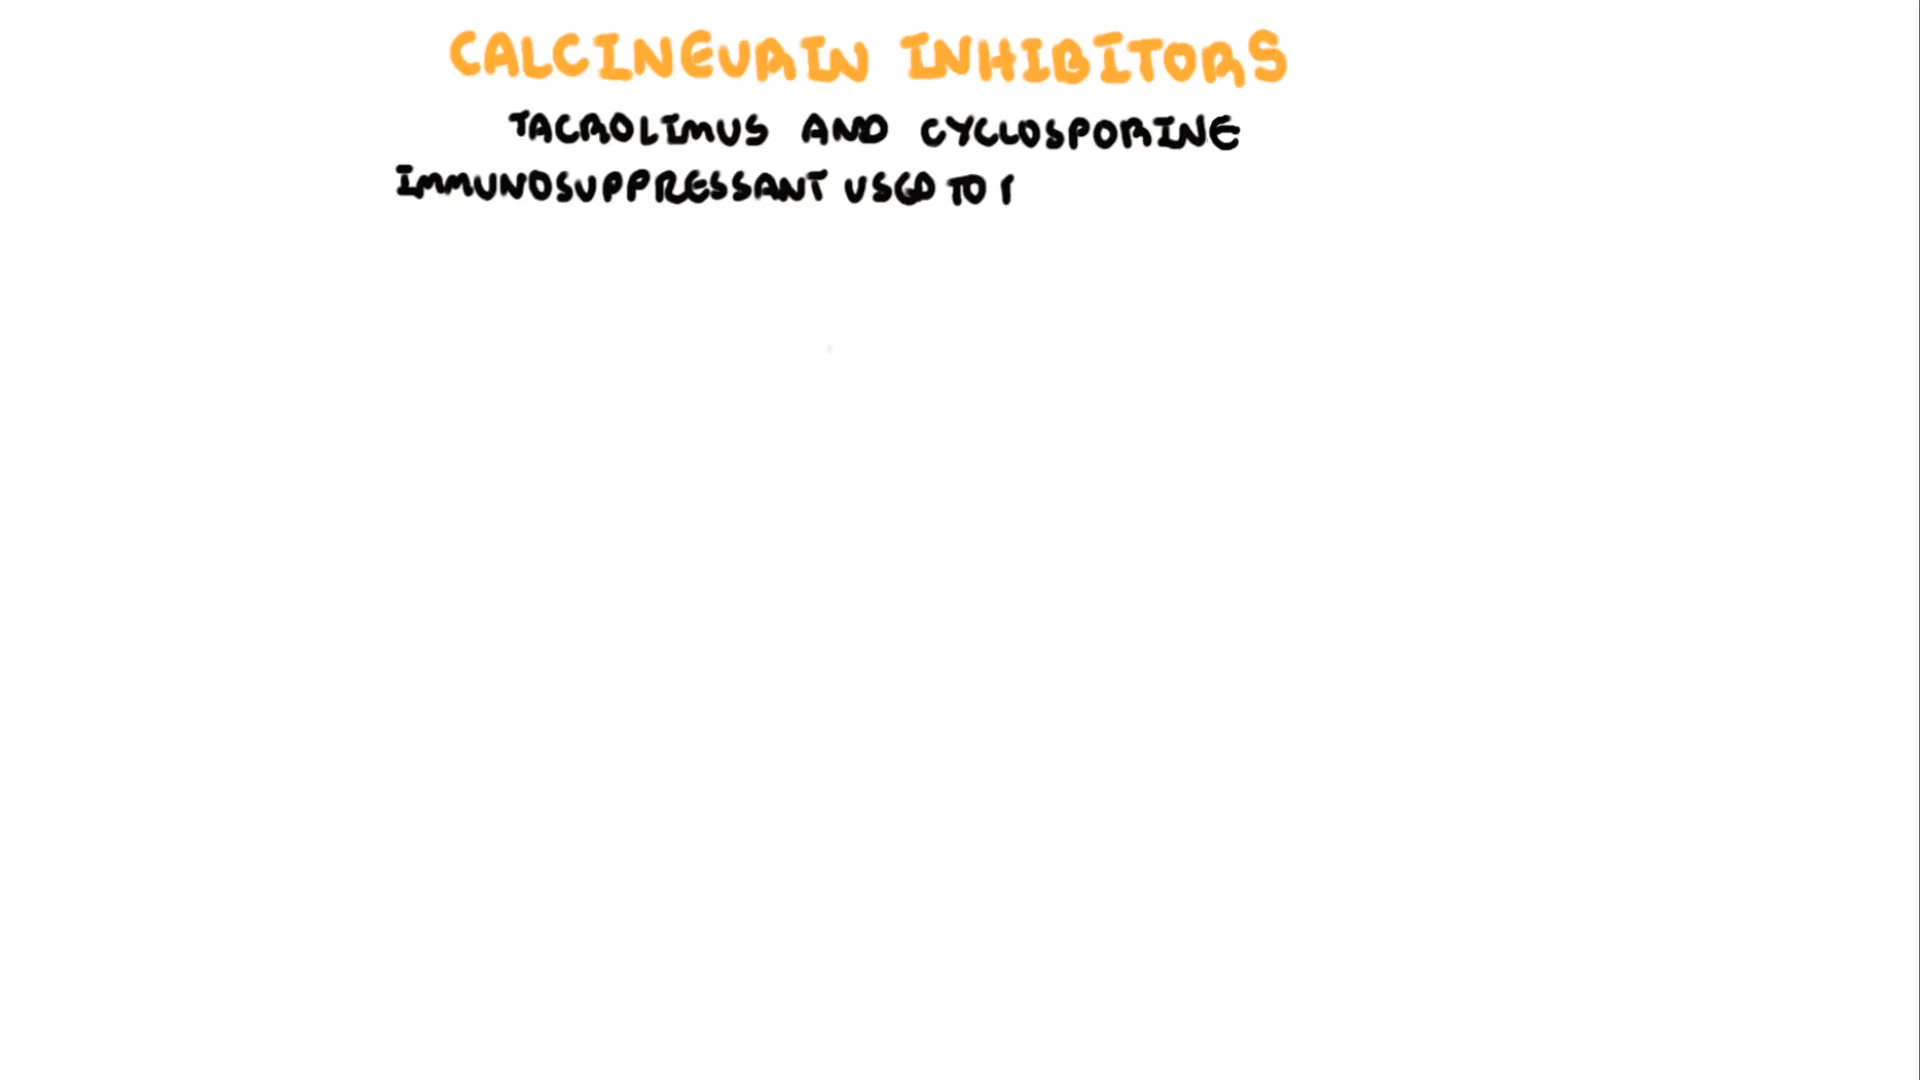 CALCINEURIN INHIBITORS
TACROLIMUS AND CYCLOSPORINE
IMMUNOSUPPRESSANT USED TO